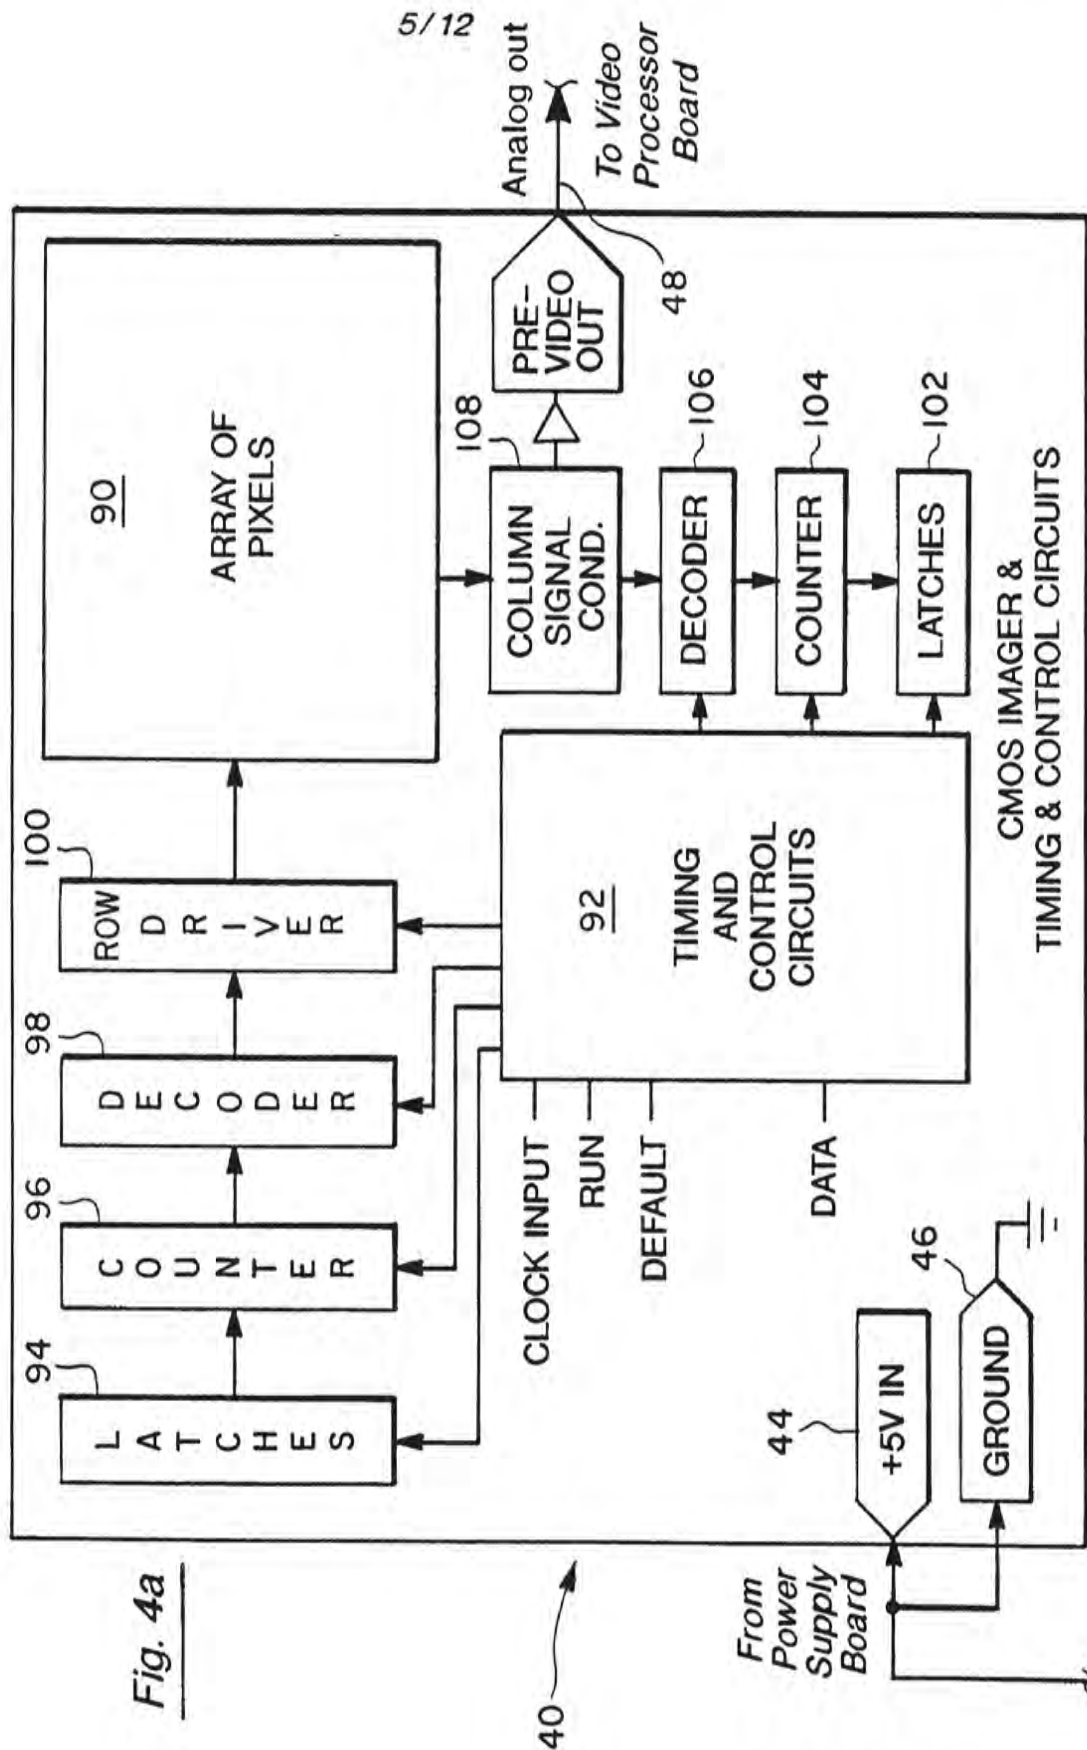 5/12
Fig. 4a
94
96
98
100
LATCHES
COUNTER
DECODER
ROW
DRIVER
90
ARRAY OF
PIXELS
108
COLUMN
SIGNAL
COND.
PRE-
VIDEO
OUT
Analog out
To Video
Processor
Board
48
DECODER
106
COUNTER
104
LATCHES
102
92
TIMING
AND
CONTROL
CIRCUITS
CLOCK INPUT
RUN
DEFAULT
DATA
40
From
Power
Supply
Board
44
+5V IN
46
GROUND
CMOS IMAGER &
TIMING & CONTROL CIRCUITS